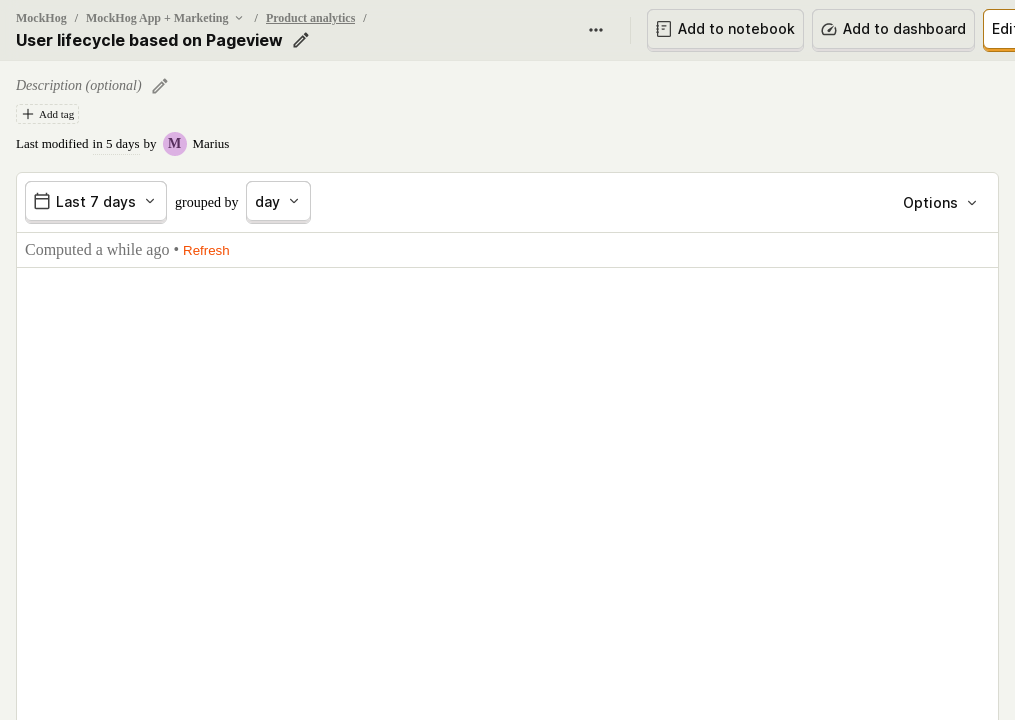 MockHog / MockHog App + Marketing / Product analytics /
User lifecycle based on Pageview
Add to notebook
Add to dashboard
Description (optional)
Add tag
Last modified in 5 days by M Marius
Last 7 days grouped by day
Options
Computed a while ago • Refresh